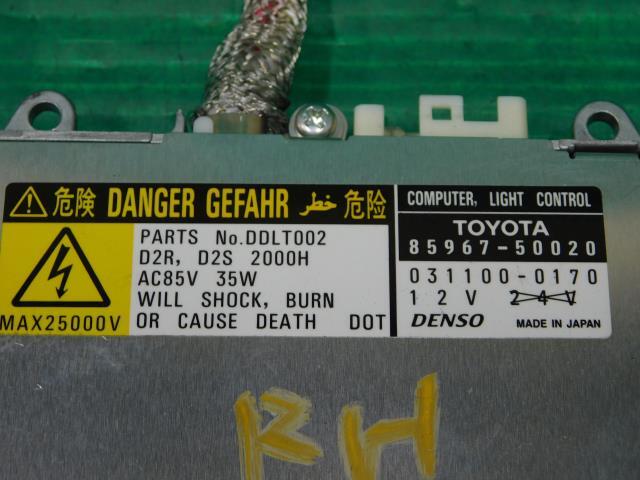 危険 DANGER GEFAHR خطر 危险
MAX25000V
PARTS No.DDLT002
D2R, D2S 2000H
AC85V 35W
WILL SHOCK, BURN
OR CAUSE DEATH DOT
COMPUTER, LIGHT CONTROL
TOYOTA
85967-50020
031100-0170
12V 24V
DENSO MADE IN JAPAN
RH